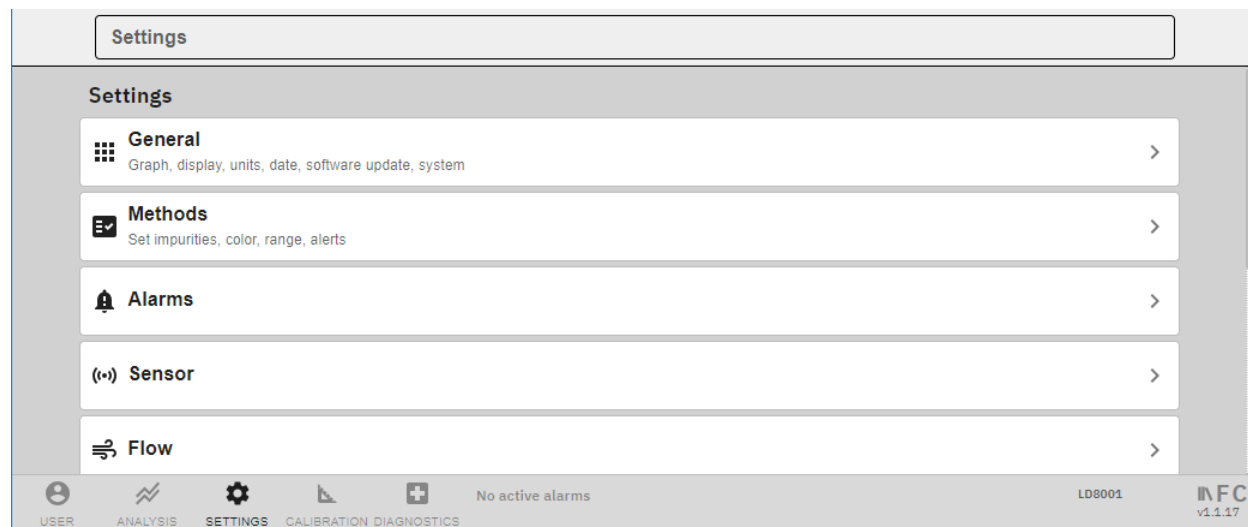 Settings
Settings
General
Graph, display, units, date, software update, system
Methods
Set impurities, color, range, alerts
Alarms
Sensor
Flow
USER
ANALYSIS
SETTINGS
CALIBRATION
DIAGNOSTICS
No active alarms
LD8001
v1.1.17